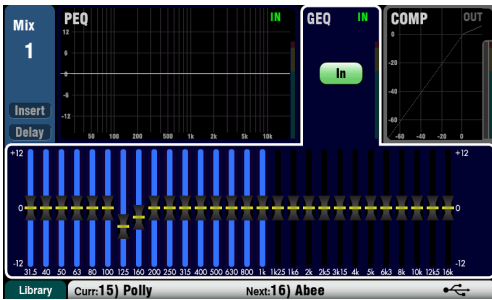 Mix
1
Insert
Delay
PEQ IN
12
6
0
-6
-12
50 100 200 500 1k 2k 5k 10k
GEQ IN
In
COMP OUT
0
-20
-40
-60
-60 -40 -20 0
+12 +12
0 0
-12 -12
31.5 40 50 63 80 100 125 160 200 250 315 400 500 630 800 1k 1k25 1k6 2k 2k5 3k15 4k 5k 6k3 8k 10k 12k5 16k
Library Curr:15) Polly Next:16) Abee